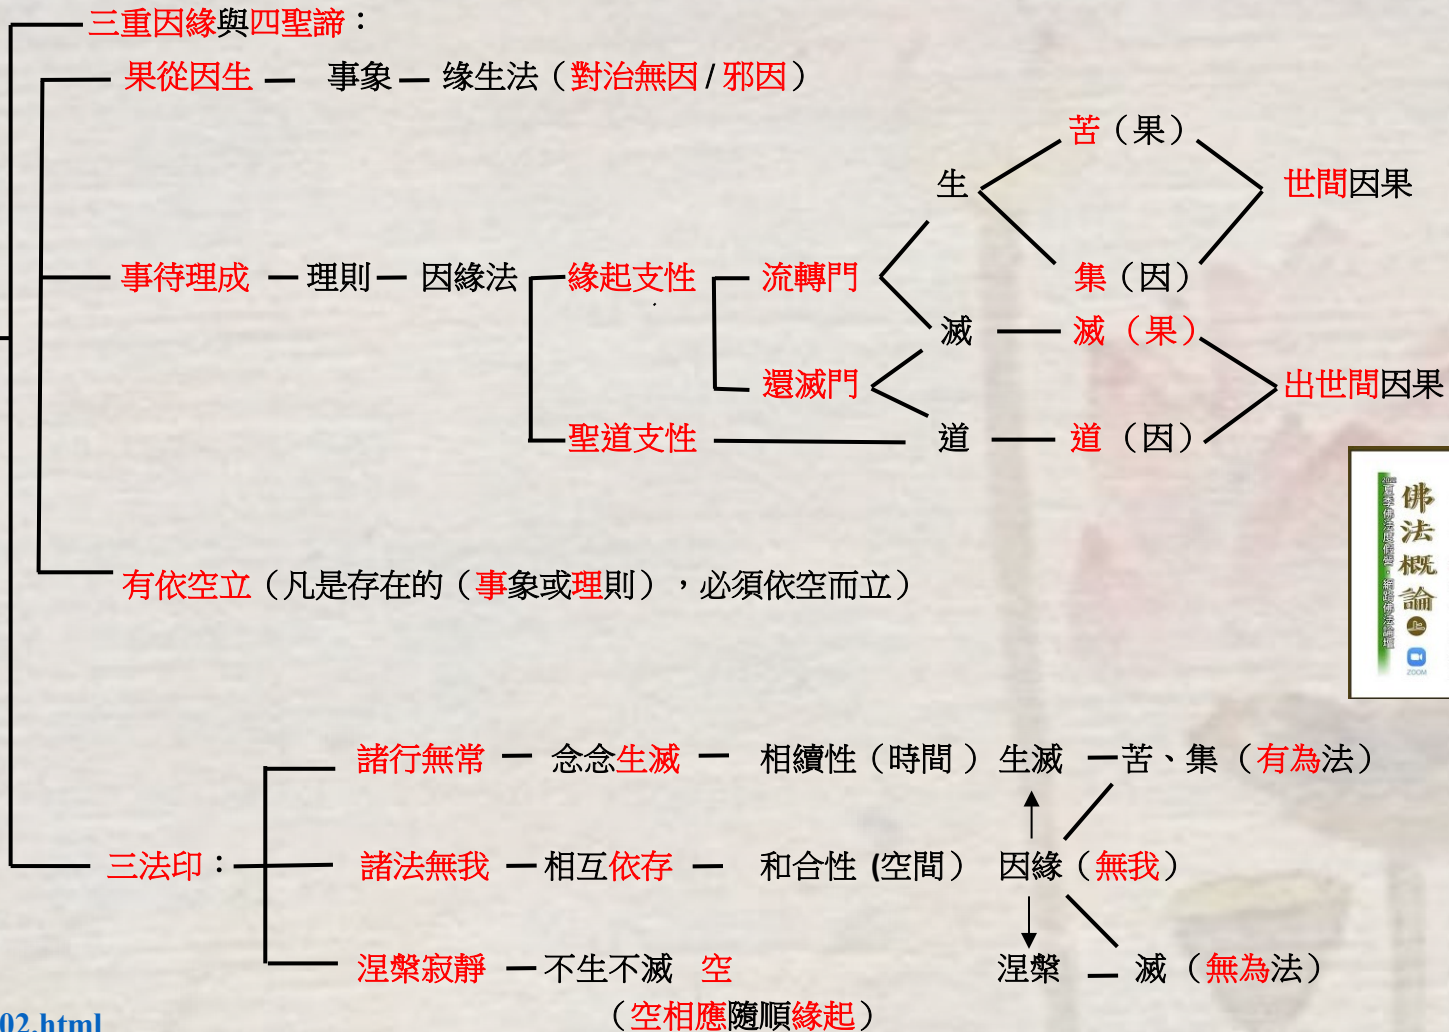 三重因緣與四聖諦：
果從因生 — 事象 — 缘生法（對治無因 / 邪因）
苦（果）
生
世間因果
集（因）
事待理成 — 理則 — 因緣法
緣起支性
流轉門
滅 — 滅（果）
還滅門
出世間因果
聖道支性
道 — 道（因）
有依空立（凡是存在的（事象或理則），必須依空而立）
佛法概論
上
ZOOM
諸行無常 — 念念生滅 — 相續性（時間 ）生滅 — 苦、集（有為法）
三法印：
諸法無我 — 相互依存 — 和合性 (空間） 因緣（無我）
涅槃寂靜 — 不生不滅 空
涅槃 — 滅（無為法）
（空相應隨順緣起）
02.html